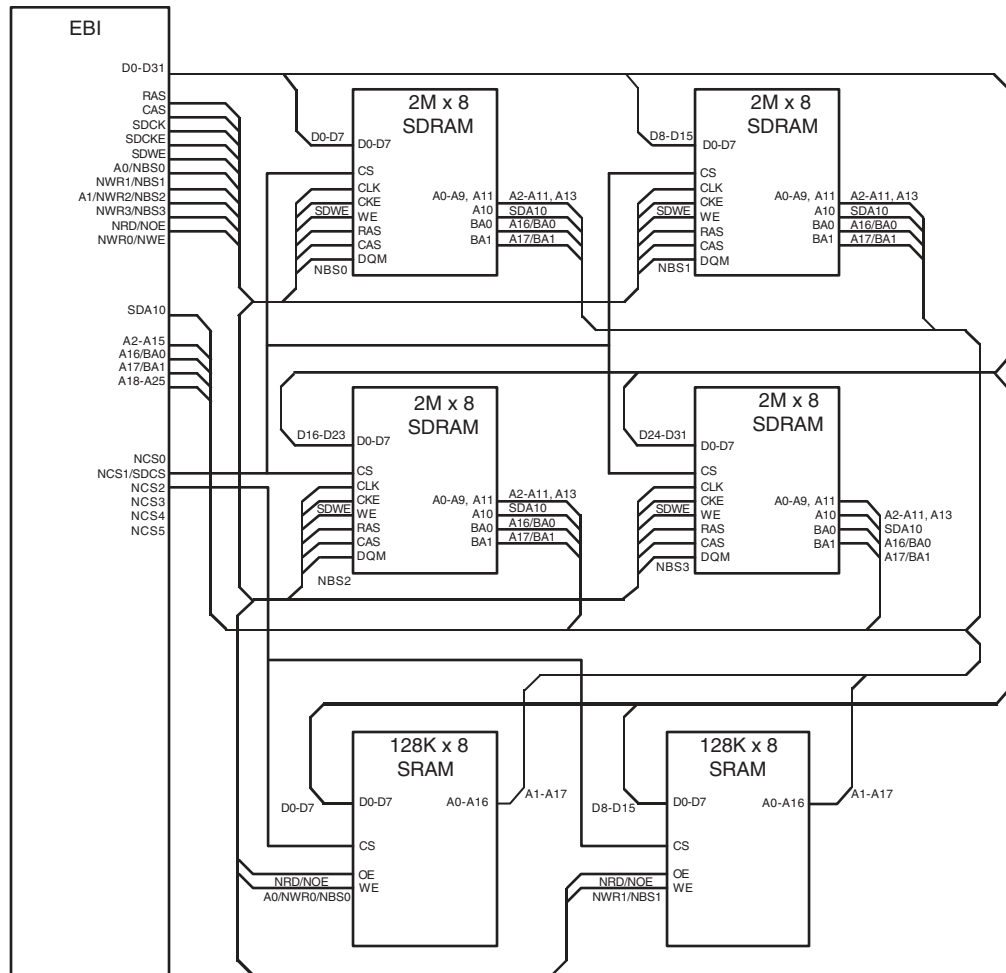 EBI
D0-D31
RAS
CAS
SDCK
SDCKE
SDWE
A0/NBS0
NWR1/NBS1
A1/NWR2/NBS2
NWR3/NBS3
NRD/NOE
NWR0/NWE
SDA10
A2-A15
A16/BA0
A17/BA1
A18-A25
NCS0
NCS1/SDCS
NCS2
NCS3
NCS4
NCS5
2M x 8
SDRAM
D0-D7
D0-D7
CS
CLK
CKE
SDWE
WE
RAS
CAS
DQM
NBS0
A0-A9, A11
A10
BA0
BA1
A2-A11, A13
SDA10
A16/BA0
A17/BA1
2M x 8
SDRAM
D8-D15
D0-D7
CS
CLK
CKE
SDWE
WE
RAS
CAS
DQM
NBS1
A0-A9, A11
A10
BA0
BA1
A2-A11, A13
SDA10
A16/BA0
A17/BA1
2M x 8
SDRAM
D16-D23
D0-D7
CS
CLK
CKE
SDWE
WE
RAS
CAS
DQM
NBS2
A0-A9, A11
A10
BA0
BA1
A2-A11, A13
SDA10
A16/BA0
A17/BA1
2M x 8
SDRAM
D24-D31
D0-D7
CS
CLK
CKE
SDWE
WE
RAS
CAS
DQM
NBS3
A0-A9, A11
A10
BA0
BA1
A2-A11, A13
SDA10
A16/BA0
A17/BA1
128K x 8
SRAM
D0-D7
D0-D7
A0-A16
A1-A17
CS
OE
NRD/NOE
WE
A0/NWR0/NBS0
128K x 8
SRAM
D8-D15
D0-D7
A0-A16
A1-A17
CS
OE
NRD/NOE
WE
NWR1/NBS1